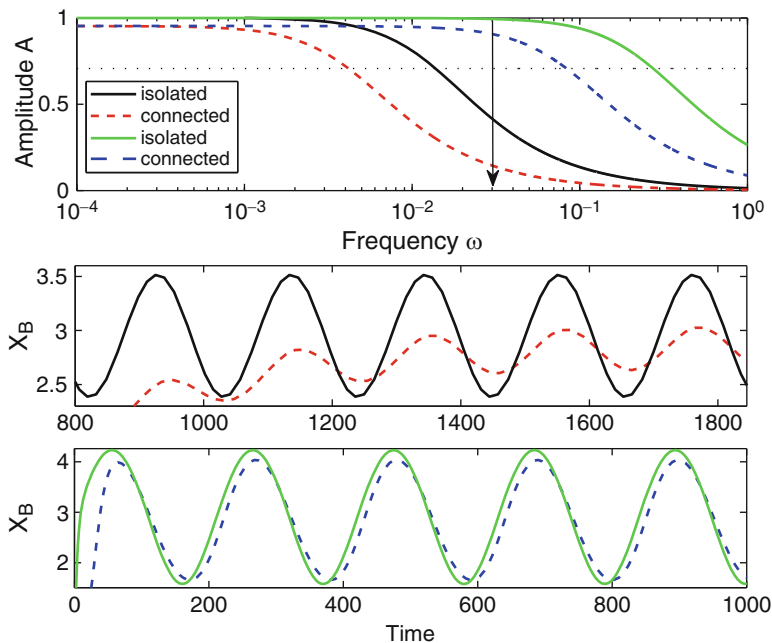 Amplitude A
1
0.5
0
isolated
connected
isolated
connected
10⁻⁴ 10⁻³ 10⁻² 10⁻¹ 10⁰
Frequency ω
X_B
3.5
3
2.5
800 1000 1200 1400 1600 1800
X_B
4
3
2
0 200 400 600 800 1000
Time